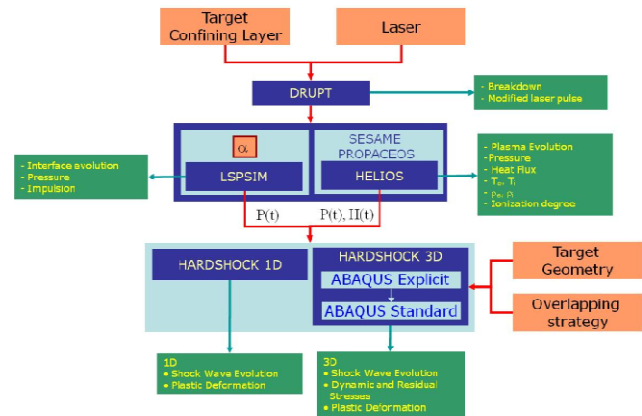 Target
Confining Layer
Laser
DRUPT
- Breakdown
- Modified laser pulse
α
SESAME
PROPACEOS
LSPSIM
HELIOS
- Interface evolution
- Pressure
- Impulsion
- Plasma Evolution
-Pressure
- Heat Flux
- Te, Ti
- ρe, ρi
- Ionization degree
P(t)
P(t), H(t)
HARDSHOCK 1D
HARDSHOCK 3D
ABAQUS Explicit
ABAQUS Standard
Target
Geometry
Overlapping
strategy
1D
• Shock Wave Evolution
• Plastic Deformation
3D
• Shock Wave Evolution
• Dynamic and Residual
Stresses
• Plastic Deformation